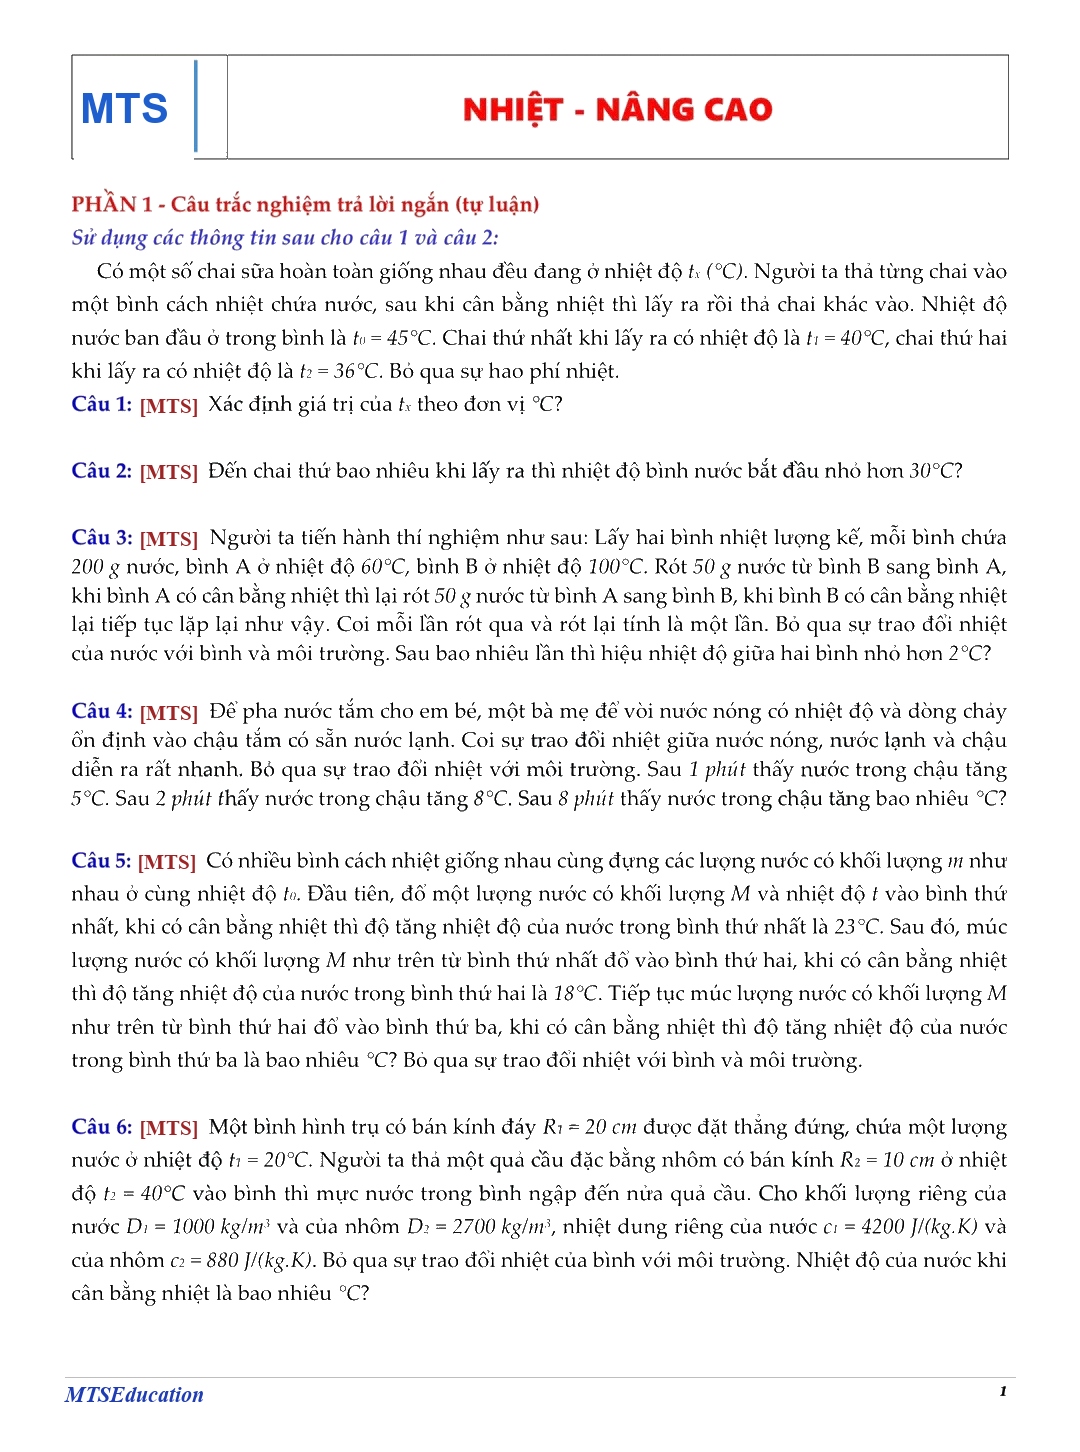 MTS
NHIỆT - NÂNG CAO
PHẦN 1 - Câu trắc nghiệm trả lời ngắn (tự luận)
Sử dụng các thông tin sau cho câu 1 và câu 2:
Có một số chai sữa hoàn toàn giống nhau đều đang ở nhiệt độ tₓ (°C). Người ta thả từng chai vào
một bình cách nhiệt chứa nước, sau khi cân bằng nhiệt thì lấy ra rồi thả chai khác vào. Nhiệt độ
nước ban đầu ở trong bình là t₀ = 45°C. Chai thứ nhất khi lấy ra có nhiệt độ là t₁ = 40°C, chai thứ hai
khi lấy ra có nhiệt độ là t₂ = 36°C. Bỏ qua sự hao phí nhiệt.
Câu 1: [MTS] Xác định giá trị của tₓ theo đơn vị °C?
Câu 2: [MTS] Đến chai thứ bao nhiêu khi lấy ra thì nhiệt độ bình nước bắt đầu nhỏ hơn 30°C?
Câu 3: [MTS] Người ta tiến hành thí nghiệm như sau: Lấy hai bình nhiệt lượng kế, mỗi bình chứa
200 g nước, bình A ở nhiệt độ 60°C, bình B ở nhiệt độ 100°C. Rót 50 g nước từ bình B sang bình A,
khi bình A có cân bằng nhiệt thì lại rót 50 g nước từ bình A sang bình B, khi bình B có cân bằng nhiệt
lại tiếp tục lặp lại như vậy. Coi mỗi lần rót qua và rót lại tính là một lần. Bỏ qua sự trao đổi nhiệt
của nước với bình và môi trường. Sau bao nhiêu lần thì hiệu nhiệt độ giữa hai bình nhỏ hơn 2°C?
Câu 4: [MTS] Để pha nước tắm cho em bé, một bà mẹ để vòi nước nóng có nhiệt độ và dòng chảy
ổn định vào chậu tắm có sẵn nước lạnh. Coi sự trao đổi nhiệt giữa nước nóng, nước lạnh và chậu
diễn ra rất nhanh. Bỏ qua sự trao đổi nhiệt với môi trường. Sau 1 phút thấy nước trong chậu tăng
5°C. Sau 2 phút thấy nước trong chậu tăng 8°C. Sau 8 phút thấy nước trong chậu tăng bao nhiêu °C?
Câu 5: [MTS] Có nhiều bình cách nhiệt giống nhau cùng đựng các lượng nước có khối lượng m như
nhau ở cùng nhiệt độ t₀. Đầu tiên, đổ một lượng nước có khối lượng M và nhiệt độ t vào bình thứ
nhất, khi có cân bằng nhiệt thì độ tăng nhiệt độ của nước trong bình thứ nhất là 23°C. Sau đó, múc
lượng nước có khối lượng M như trên từ bình thứ nhất đổ vào bình thứ hai, khi có cân bằng nhiệt
thì độ tăng nhiệt độ của nước trong bình thứ hai là 18°C. Tiếp tục múc lượng nước có khối lượng M
như trên từ bình thứ hai đổ vào bình thứ ba, khi có cân bằng nhiệt thì độ tăng nhiệt độ của nước
trong bình thứ ba là bao nhiêu °C? Bỏ qua sự trao đổi nhiệt với bình và môi trường.
Câu 6: [MTS] Một bình hình trụ có bán kính đáy R₁ = 20 cm được đặt thẳng đứng, chứa một lượng
nước ở nhiệt độ t₁ = 20°C. Người ta thả một quả cầu đặc bằng nhôm có bán kính R₂ = 10 cm ở nhiệt
độ t₂ = 40°C vào bình thì mực nước trong bình ngập đến nửa quả cầu. Cho khối lượng riêng của
nước D₁ = 1000 kg/m³ và của nhôm D₂ = 2700 kg/m³, nhiệt dung riêng của nước c₁ = 4200 J/(kg.K) và
của nhôm c₂ = 880 J/(kg.K). Bỏ qua sự trao đổi nhiệt của bình với môi trường. Nhiệt độ của nước khi
cân bằng nhiệt là bao nhiêu °C?
MTSEducation 1